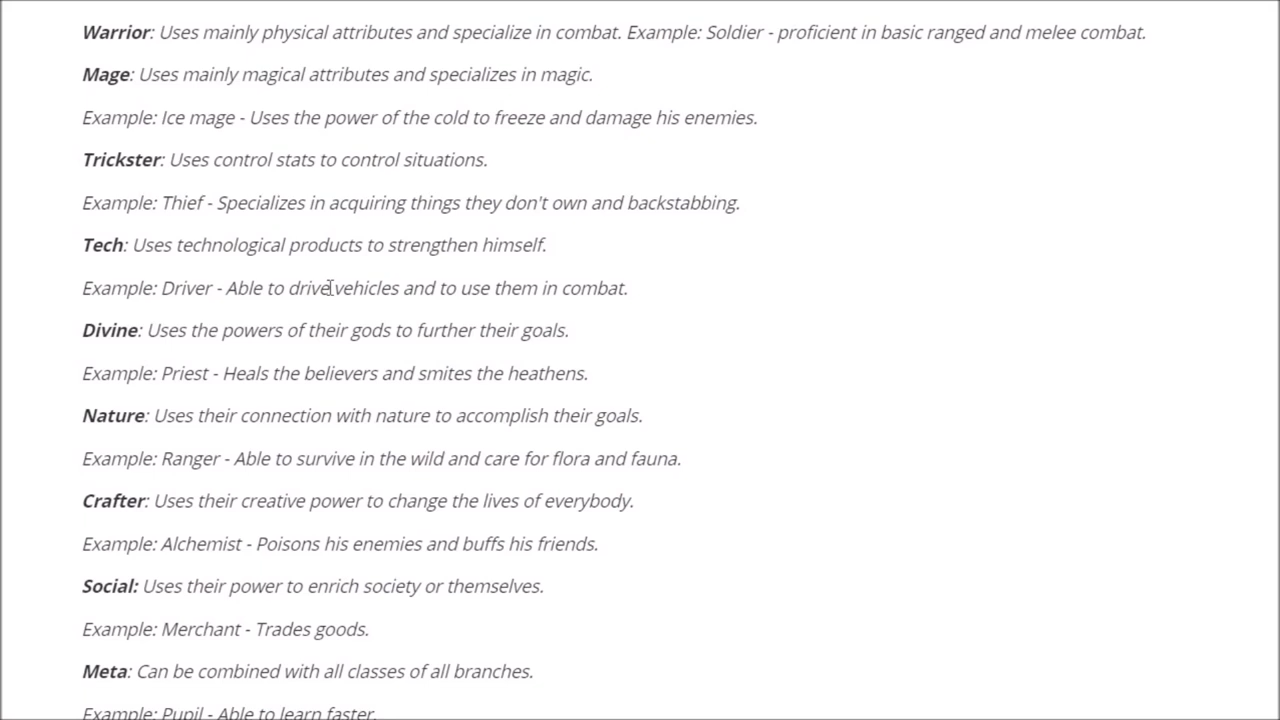 Warrior: Uses mainly physical attributes and specialize in combat. Example: Soldier - proficient in basic ranged and melee combat.
Mage: Uses mainly magical attributes and specializes in magic.
Example: Ice mage - Uses the power of the cold to freeze and damage his enemies.
Trickster: Uses control stats to control situations.
Example: Thief - Specializes in acquiring things they don't own and backstabbing.
Tech: Uses technological products to strengthen himself.
Example: Driver - Able to drive vehicles and to use them in combat.
Divine: Uses the powers of their gods to further their goals.
Example: Priest - Heals the believers and smites the heathens.
Nature: Uses their connection with nature to accomplish their goals.
Example: Ranger - Able to survive in the wild and care for flora and fauna.
Crafter: Uses their creative power to change the lives of everybody.
Example: Alchemist - Poisons his enemies and buffs his friends.
Social: Uses their power to enrich society or themselves.
Example: Merchant - Trades goods.
Meta: Can be combined with all classes of all branches.
Example: Pupil - Able to learn faster.